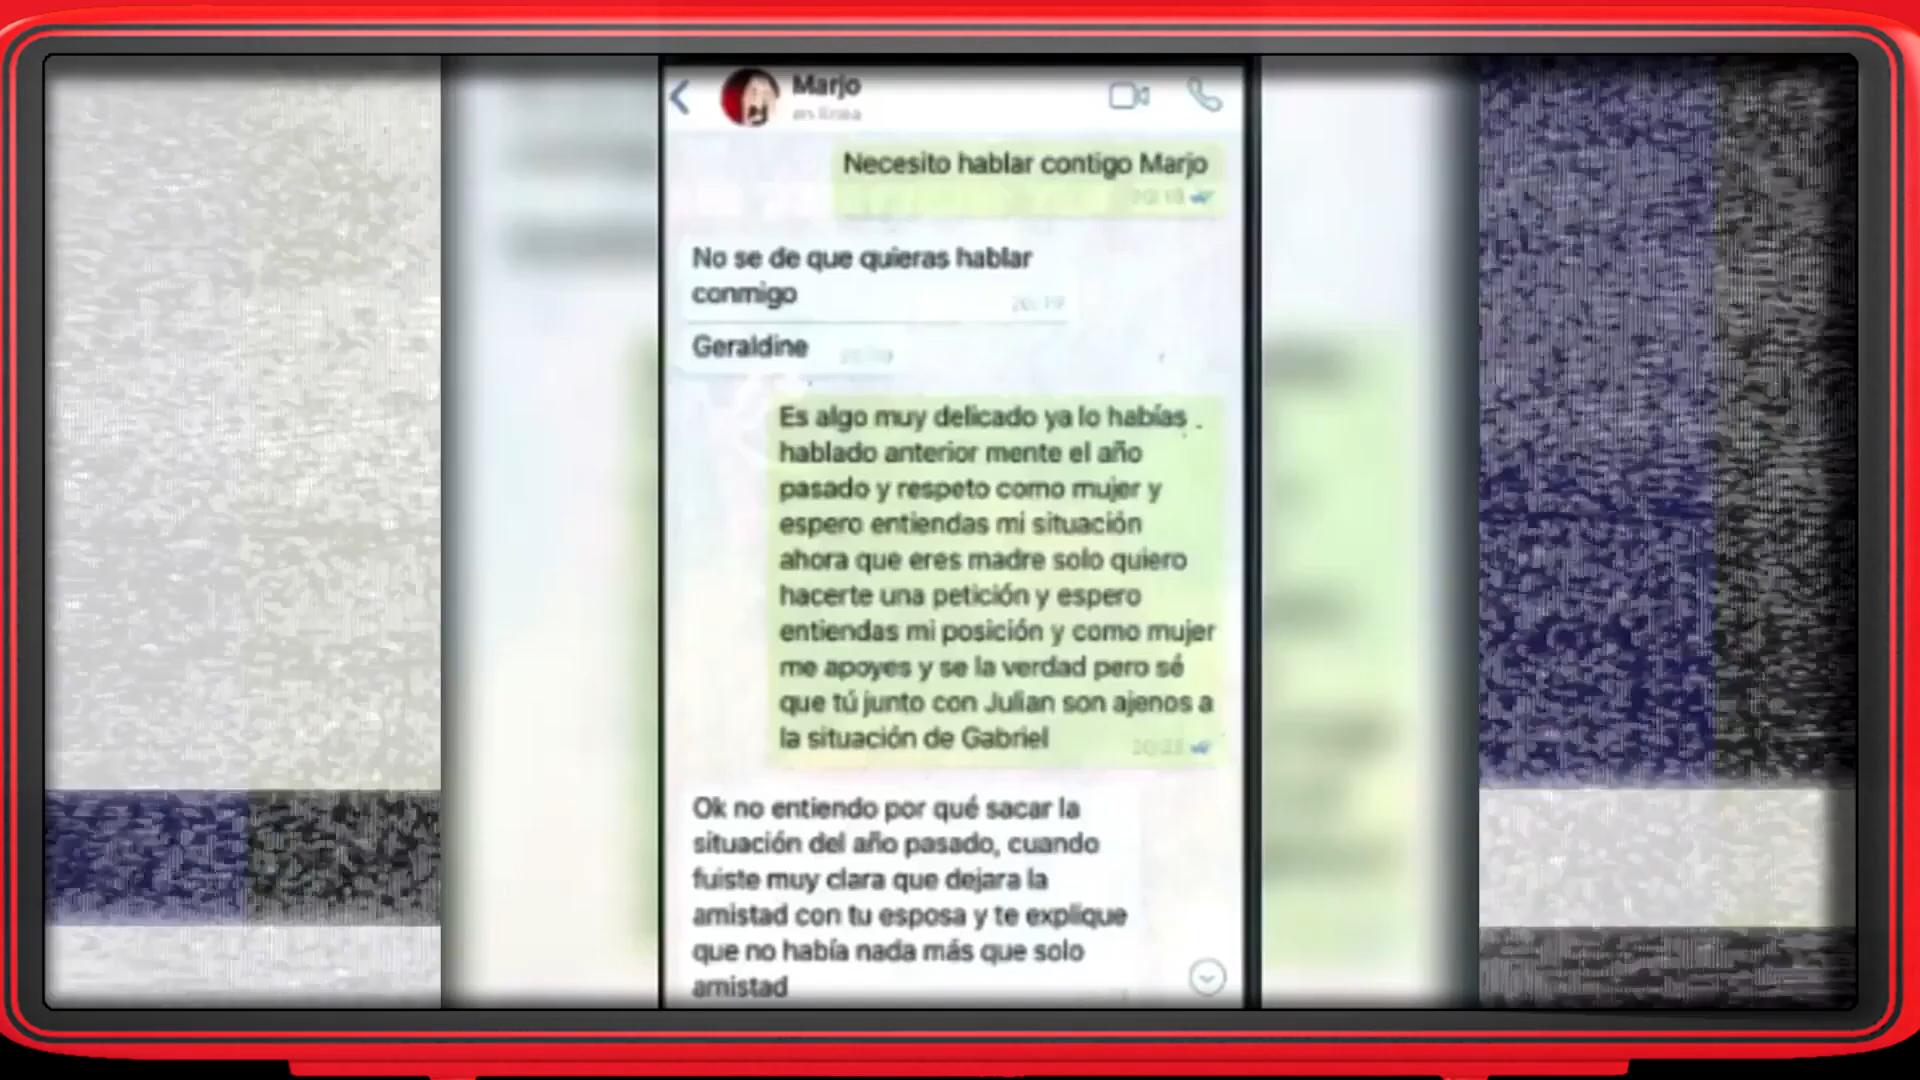 Marjo
en línea
Necesito hablar contigo Marjo
No se de que quieras hablar
conmigo
20:19
Geraldine
Es algo muy delicado ya lo habías .
hablado anterior mente el año
pasado y respeto como mujer y
espero entiendas mi situación
ahora que eres madre solo quiero
hacerte una petición y espero
entiendas mi posición y como mujer
me apoyes y se la verdad pero sé
que tú junto con Julian son ajenos a
la situación de Gabriel
Ok no entiendo por qué sacar la
situación del año pasado, cuando
fuiste muy clara que dejara la
amistad con tu esposa y te explique
que no había nada más que solo
amistad